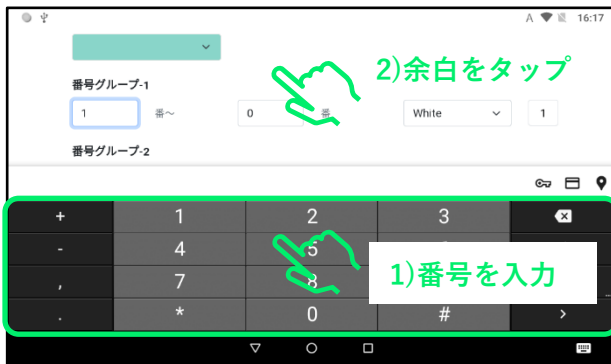 A 16:17
2)余白をタップ
番号グループ-1
1 番～ 0 番 White 1
番号グループ-2
+ 1 2 3
- 4 5
1)番号を入力
, 7 8
. * 0 # >